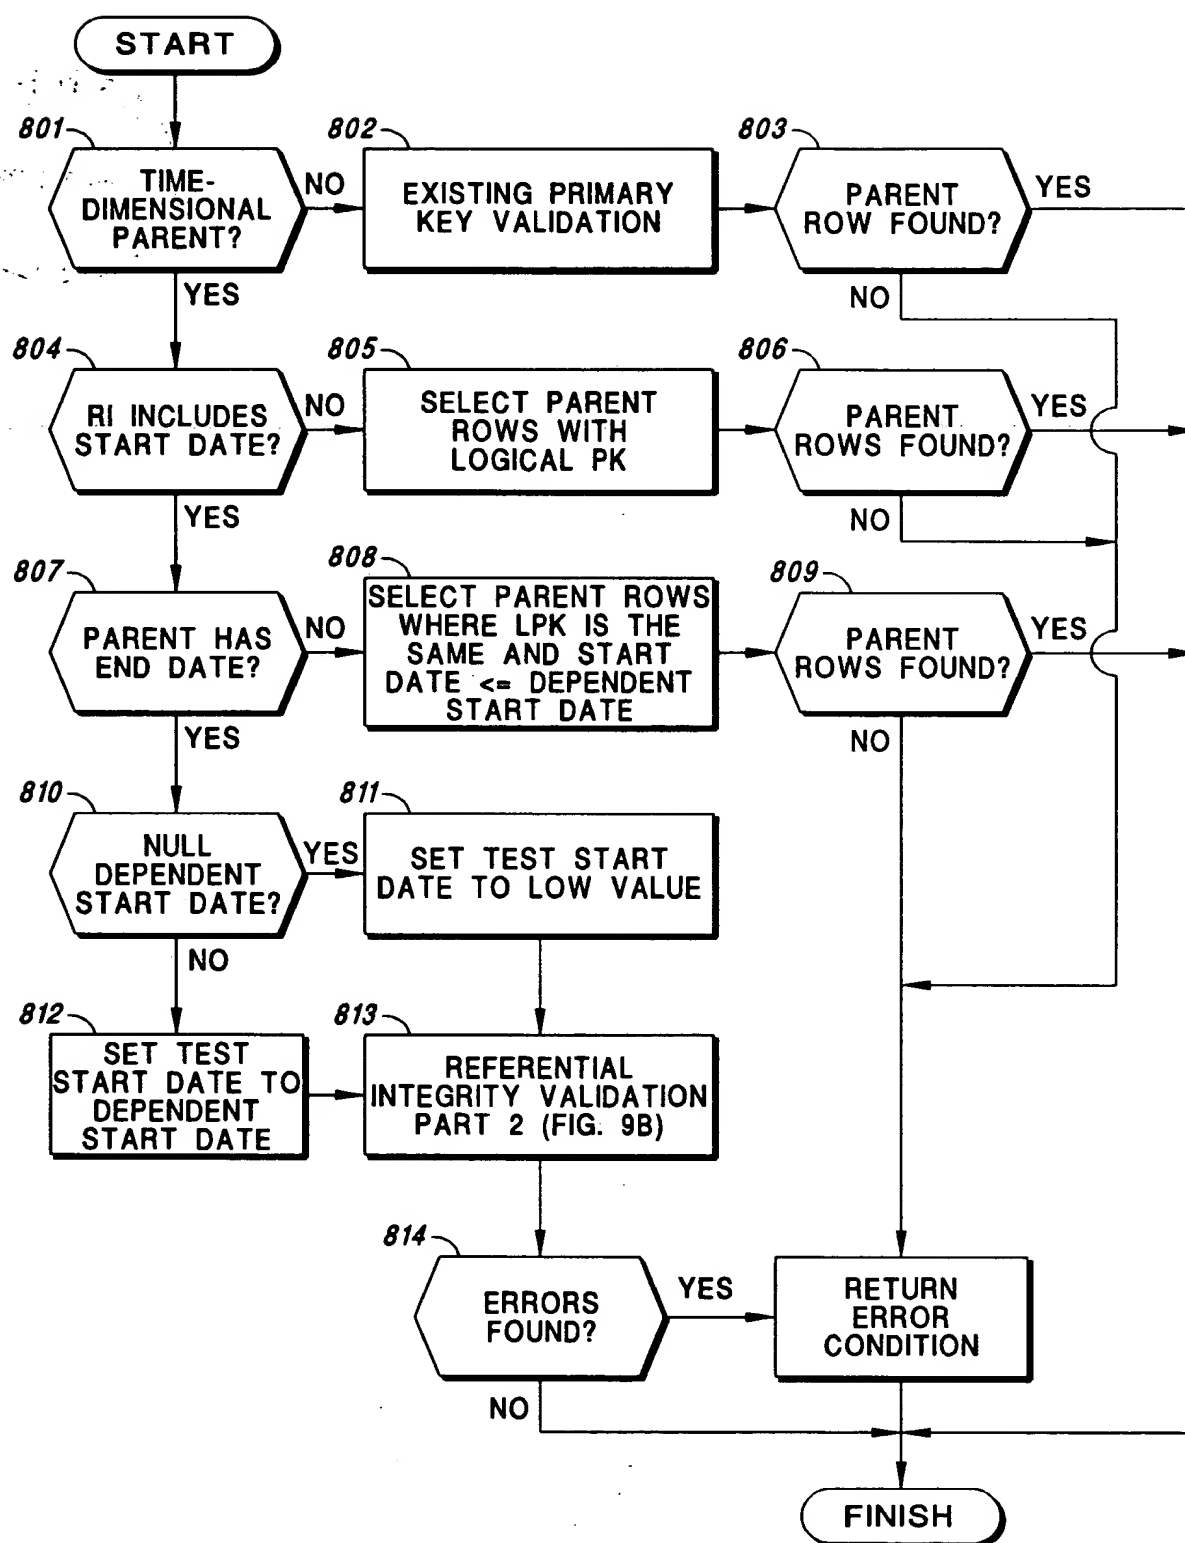 START
801
TIME-
DIMENSIONAL
PARENT?
NO
YES
802
EXISTING PRIMARY
KEY VALIDATION
803
PARENT
ROW FOUND?
YES
NO
804
RI INCLUDES
START DATE?
NO
YES
805
SELECT PARENT
ROWS WITH
LOGICAL PK
806
PARENT
ROWS FOUND?
YES
NO
807
PARENT HAS
END DATE?
NO
YES
808
SELECT PARENT ROWS
WHERE LPK IS THE
SAME AND START
DATE <= DEPENDENT
START DATE
809
PARENT
ROWS FOUND?
YES
NO
810
NULL
DEPENDENT
START DATE?
YES
NO
811
SET TEST START
DATE TO LOW VALUE
812
SET TEST
START DATE TO
DEPENDENT
START DATE
813
REFERENTIAL
INTEGRITY VALIDATION
PART 2 (FIG. 9B)
814
ERRORS
FOUND?
YES
NO
RETURN
ERROR
CONDITION
FINISH